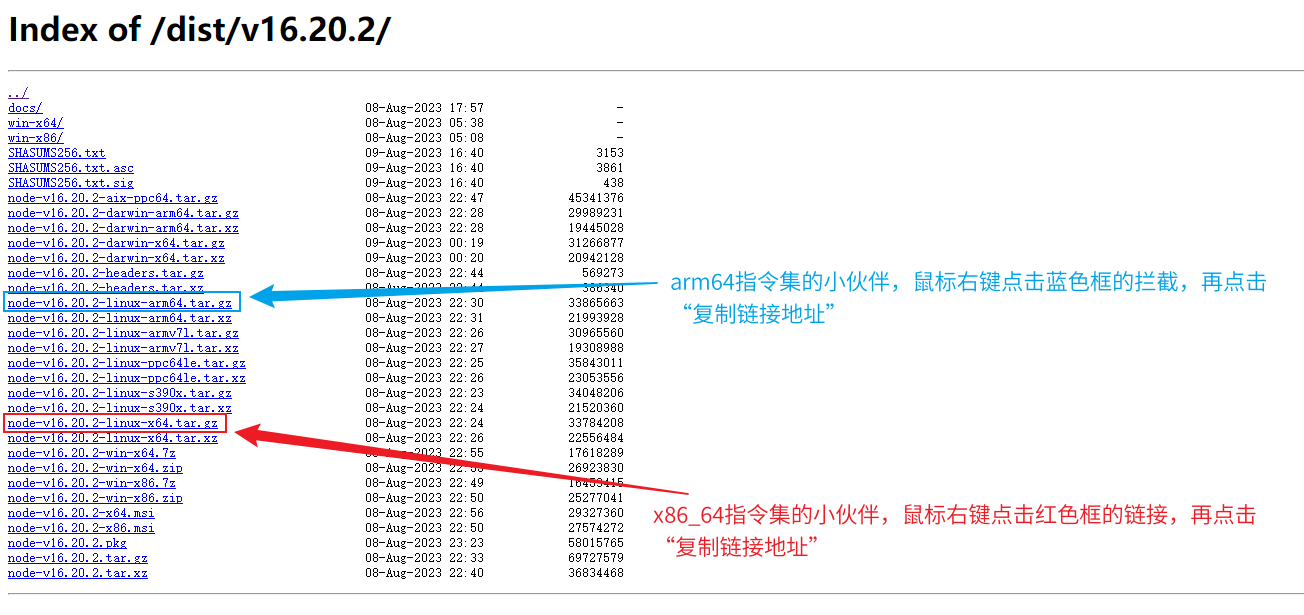 Index of /dist/v16.20.2/
../
docs/ 08-Aug-2023 17:57 -
win-x64/ 08-Aug-2023 05:38 -
win-x86/ 08-Aug-2023 05:08 -
SHASUMS256.txt 09-Aug-2023 16:40 3153
SHASUMS256.txt.asc 09-Aug-2023 16:40 3861
SHASUMS256.txt.sig 09-Aug-2023 16:40 438
node-v16.20.2-aix-ppc64.tar.gz 08-Aug-2023 22:47 45341376
node-v16.20.2-darwin-arm64.tar.gz 08-Aug-2023 22:28 29989231
node-v16.20.2-darwin-arm64.tar.xz 08-Aug-2023 22:28 19445028
node-v16.20.2-darwin-x64.tar.gz 09-Aug-2023 00:19 31266877
node-v16.20.2-darwin-x64.tar.xz 09-Aug-2023 00:20 20942128
node-v16.20.2-headers.tar.gz 08-Aug-2023 22:44 569273
node-v16.20.2-headers.tar.xz 08-Aug-2023 22:44 386340
node-v16.20.2-linux-arm64.tar.gz 08-Aug-2023 22:30 33865663
node-v16.20.2-linux-arm64.tar.xz 08-Aug-2023 22:31 21993928
node-v16.20.2-linux-armv7l.tar.gz 08-Aug-2023 22:26 30965560
node-v16.20.2-linux-armv7l.tar.xz 08-Aug-2023 22:27 19308988
node-v16.20.2-linux-ppc64le.tar.gz 08-Aug-2023 22:25 35843011
node-v16.20.2-linux-ppc64le.tar.xz 08-Aug-2023 22:26 23053556
node-v16.20.2-linux-s390x.tar.gz 08-Aug-2023 22:23 34048206
node-v16.20.2-linux-s390x.tar.xz 08-Aug-2023 22:24 21520360
node-v16.20.2-linux-x64.tar.gz 08-Aug-2023 22:24 33784208
node-v16.20.2-linux-x64.tar.xz 08-Aug-2023 22:26 22556484
node-v16.20.2-win-x64.7z 08-Aug-2023 22:55 17618289
node-v16.20.2-win-x64.zip 08-Aug-2023 26923830
node-v16.20.2-win-x86.7z 08-Aug-2023 22:49
node-v16.20.2-win-x86.zip 08-Aug-2023 22:50 25277041
node-v16.20.2-x64.msi 08-Aug-2023 22:56 29327360
node-v16.20.2-x86.msi 08-Aug-2023 22:50 27574272
node-v16.20.2.pkg 08-Aug-2023 23:23 58015765
node-v16.20.2.tar.gz 08-Aug-2023 22:33 69727579
node-v16.20.2.tar.xz 08-Aug-2023 22:40 36834468
arm64指令集的小伙伴，鼠标右键点击蓝色框的拦截，再点击
“复制链接地址”
x86_64指令集的小伙伴，鼠标右键点击红色框的链接，再点击
“复制链接地址”